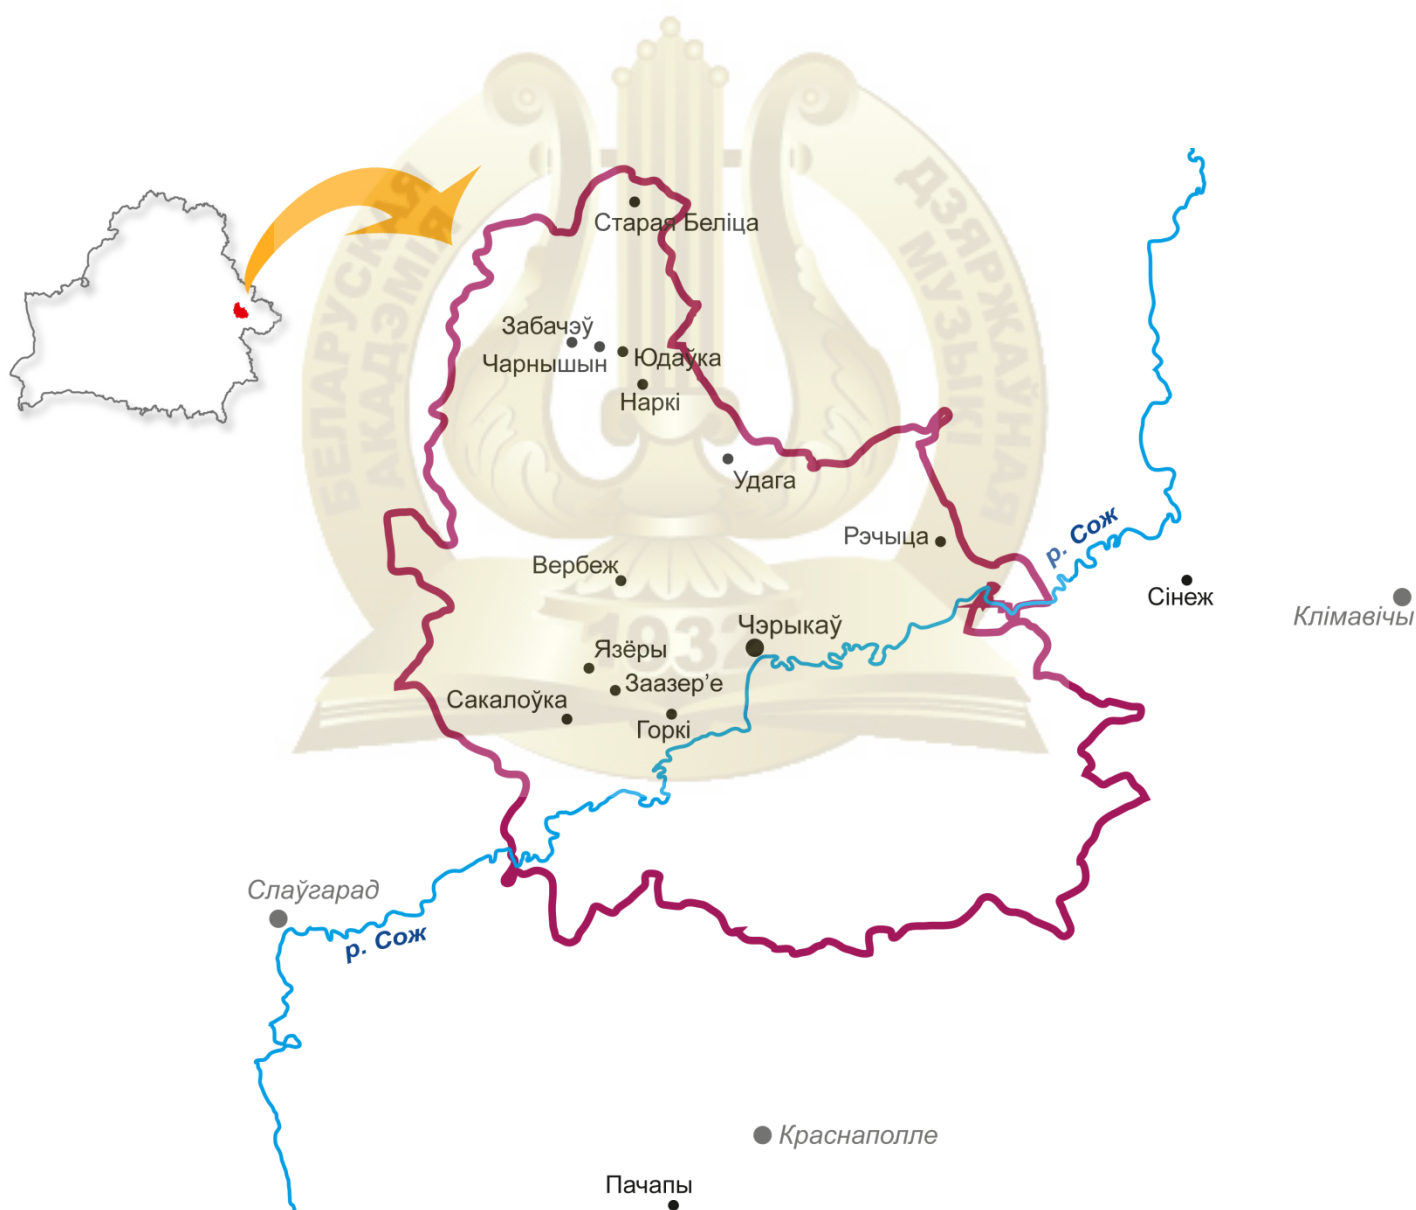 БЕЛАРУСКАЯ
ДЗЯРЖАЎНАЯ
АКАДЭМІЯ
МУЗЫКІ
Старая Беліца
Забачэў
Чарнышын
Юдаўка
Наркі
Удага
Рэчыца
р. Сож
Вербеж
Сінеж
Клімавічы
1932
Чэрыкаў
Язёры
Заазер’е
Сакалоўка
Горкі
Слаўгарад
р. Сож
Краснаполле
Пачапы